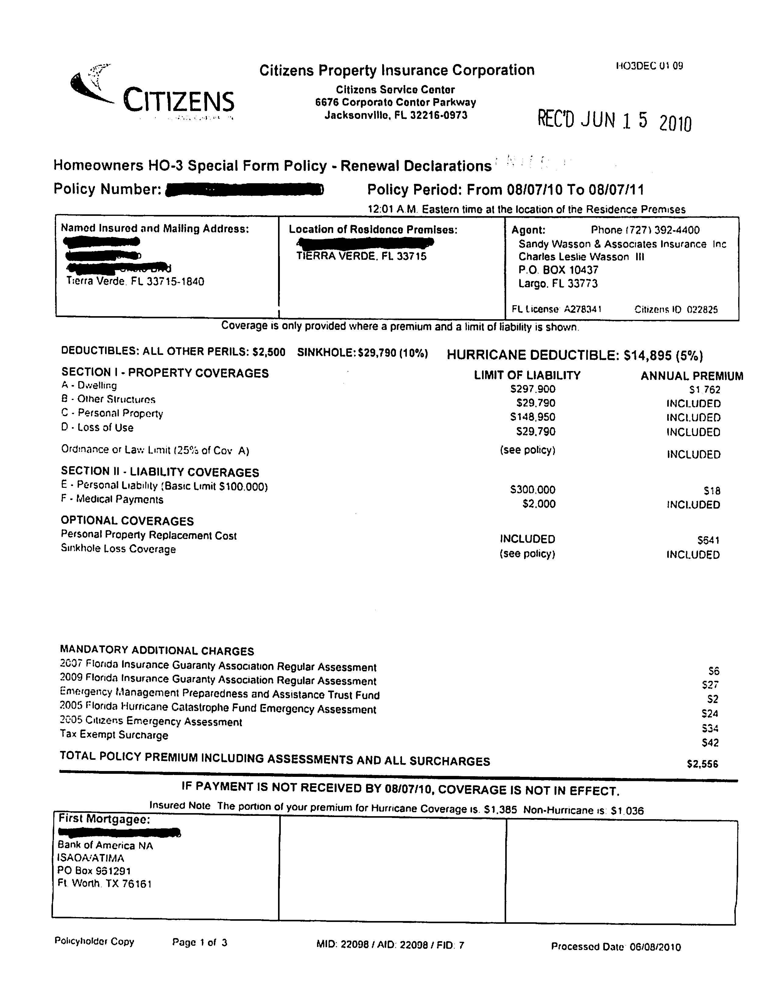 CITIZENS
Citizens Property Insurance Corporation
HO3DEC 01 09
Citizens Service Center
6676 Corporate Center Parkway
Jacksonville, FL 32216-0973
REC'D JUN 15 2010
Homeowners HO-3 Special Form Policy - Renewal Declarations
Policy Number:
Policy Period: From 08/07/10 To 08/07/11
12:01 A.M. Eastern time at the location of the Residence Premises
Named Insured and Mailing Address:
Tierra Verde, FL 33715-1840
Location of Residence Premises:
TIERRA VERDE, FL 33715
Agent: Phone (727) 392-4400
Sandy Wasson & Associates Insurance Inc
Charles Leslie Wasson III
P.O. BOX 10437
Largo, FL 33773
FL License: A278341 Citizens ID 022825
Coverage is only provided where a premium and a limit of liability is shown.
DEDUCTIBLES: ALL OTHER PERILS: $2,500 SINKHOLE: $29,790 (10%) HURRICANE DEDUCTIBLE: $14,895 (5%)
SECTION I - PROPERTY COVERAGES LIMIT OF LIABILITY ANNUAL PREMIUM
A - Dwelling $297,900 $1,762
B - Other Structures $29,790 INCLUDED
C - Personal Property $148,950 INCLUDED
D - Loss of Use $29,790 INCLUDED
Ordinance or Law Limit (25% of Cov A) (see policy) INCLUDED
SECTION II - LIABILITY COVERAGES
E - Personal Liability (Basic Limit $100,000) $300,000 $18
F - Medical Payments $2,000 INCLUDED
OPTIONAL COVERAGES
Personal Property Replacement Cost INCLUDED $641
Sinkhole Loss Coverage (see policy) INCLUDED
MANDATORY ADDITIONAL CHARGES
2007 Florida Insurance Guaranty Association Regular Assessment $6
2009 Florida Insurance Guaranty Association Regular Assessment $27
Emergency Management Preparedness and Assistance Trust Fund $2
2005 Florida Hurricane Catastrophe Fund Emergency Assessment $24
2005 Citizens Emergency Assessment $34
Tax Exempt Surcharge $42
TOTAL POLICY PREMIUM INCLUDING ASSESSMENTS AND ALL SURCHARGES $2,556
IF PAYMENT IS NOT RECEIVED BY 08/07/10, COVERAGE IS NOT IN EFFECT.
Insured Note The portion of your premium for Hurricane Coverage is: $1,385 Non-Hurricane is: $1,036
First Mortgagee:
Bank of America NA
ISAOA/ATIMA
PO Box 961291
Ft. Worth, TX 76161
Policyholder Copy Page 1 of 3 MID: 22098 / AID: 22098 / FID: 7 Processed Date: 06/08/2010